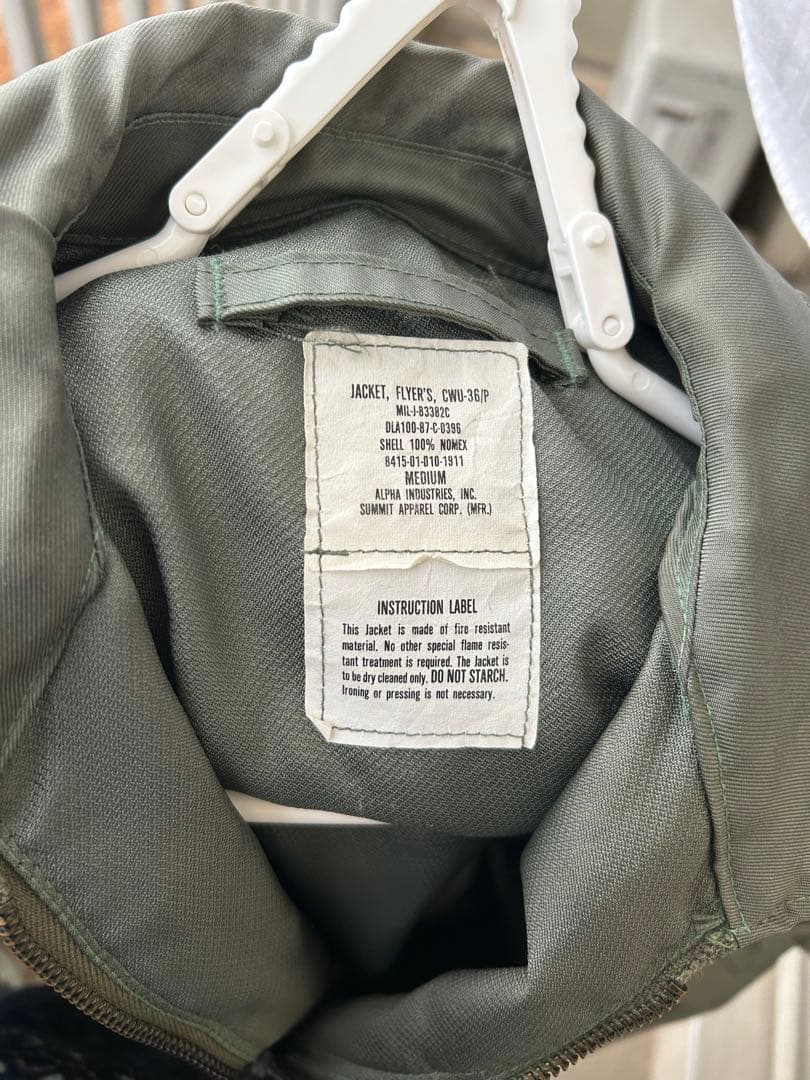 JACKET, FLYER'S, CWU-36/P
MIL-J-83382C
DLA100-87-C-0396
SHELL 100% NOMEX
8415-01-010-1911
MEDIUM
ALPHA INDUSTRIES, INC.
SUMMIT APPAREL CORP. (MFR.)
INSTRUCTION LABEL
This Jacket is made of fire resistant
material. No other special flame resis-
tant treatment is required. The Jacket is
to be dry cleaned only. DO NOT STARCH.
Ironing or pressing is not necessary.